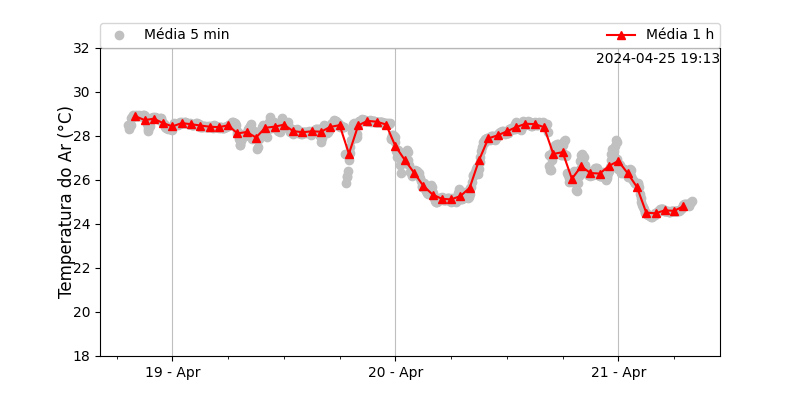 Média 5 min
Média 1 h
2024-04-25 19:13
Temperatura do Ar (°C)
32
30
28
26
24
22
20
18
19 - Apr
20 - Apr
21 - Apr